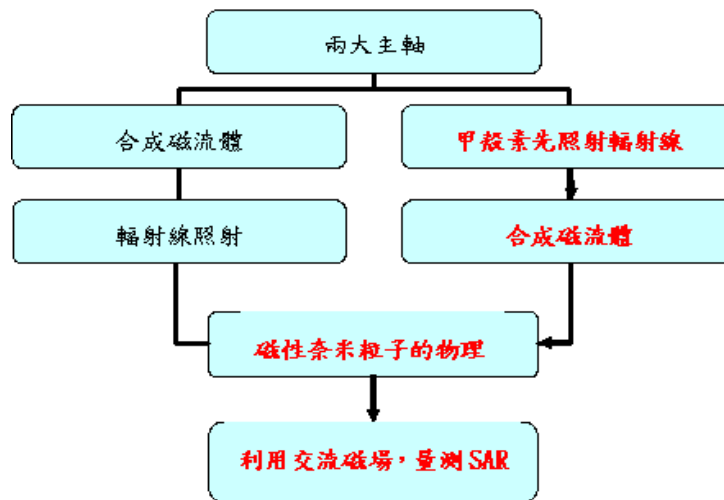 兩大主軸
合成磁流體
甲殼素先照射輻射線
輻射線照射
合成磁流體
磁性奈米粒子的物理
利用交流磁場，量測SAR